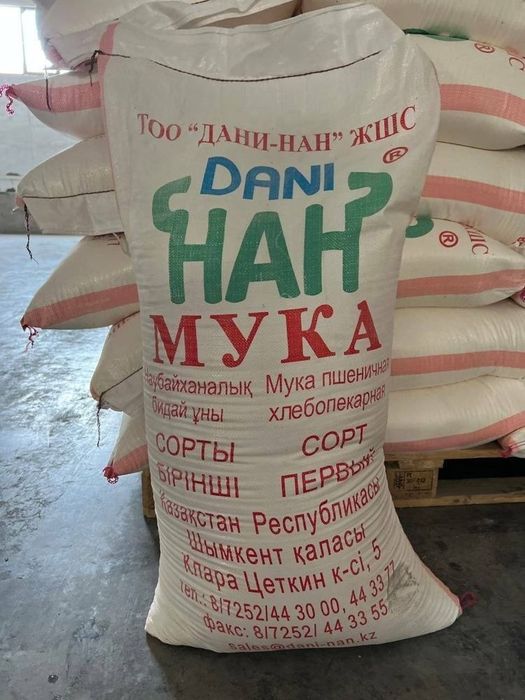 ТОО "ДАНИ-НАН" ЖШС
DANI ®
НАН
МУКА
Наубайханалық Мука пшеничная
бидай ұны хлебопекарная
СОРТЫ СОРТ
БІРІНШІ ПЕРВЫЙ
Қазақстан Республикасы
Шымкент қаласы
Клара Цеткин к-сі, 5
тел.: 8/7252/44 30 00, 44 33 77
факс: 8/7252/ 44 33 55
sales@dani-nan.kz
® ЖШС